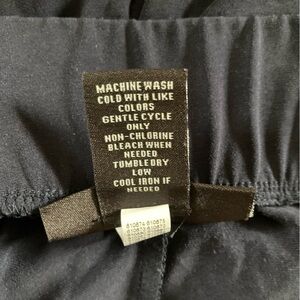 MACHINE WASH
COLD WITH LIKE
COLORS
GENTLE CYCLE
ONLY
NON-CHLORINE
BLEACH WHEN
NEEDED
TUMBLE DRY
LOW
COOL IRON IF
NEEDED